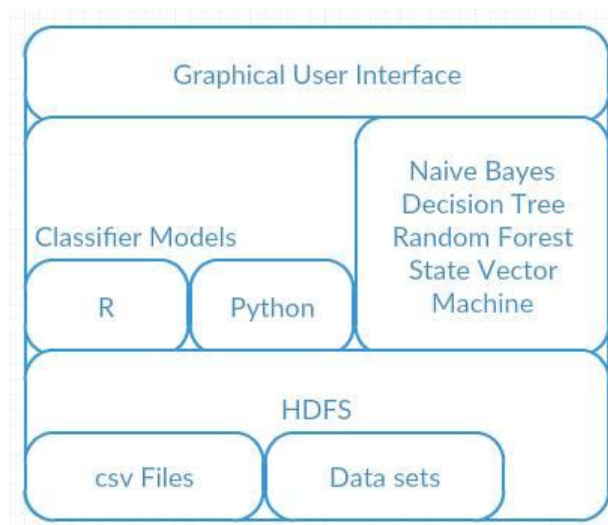 Graphical User Interface
Naive Bayes
Decision Tree
Random Forest
State Vector
Machine
Classifier Models
R
Python
HDFS
csv Files
Data sets